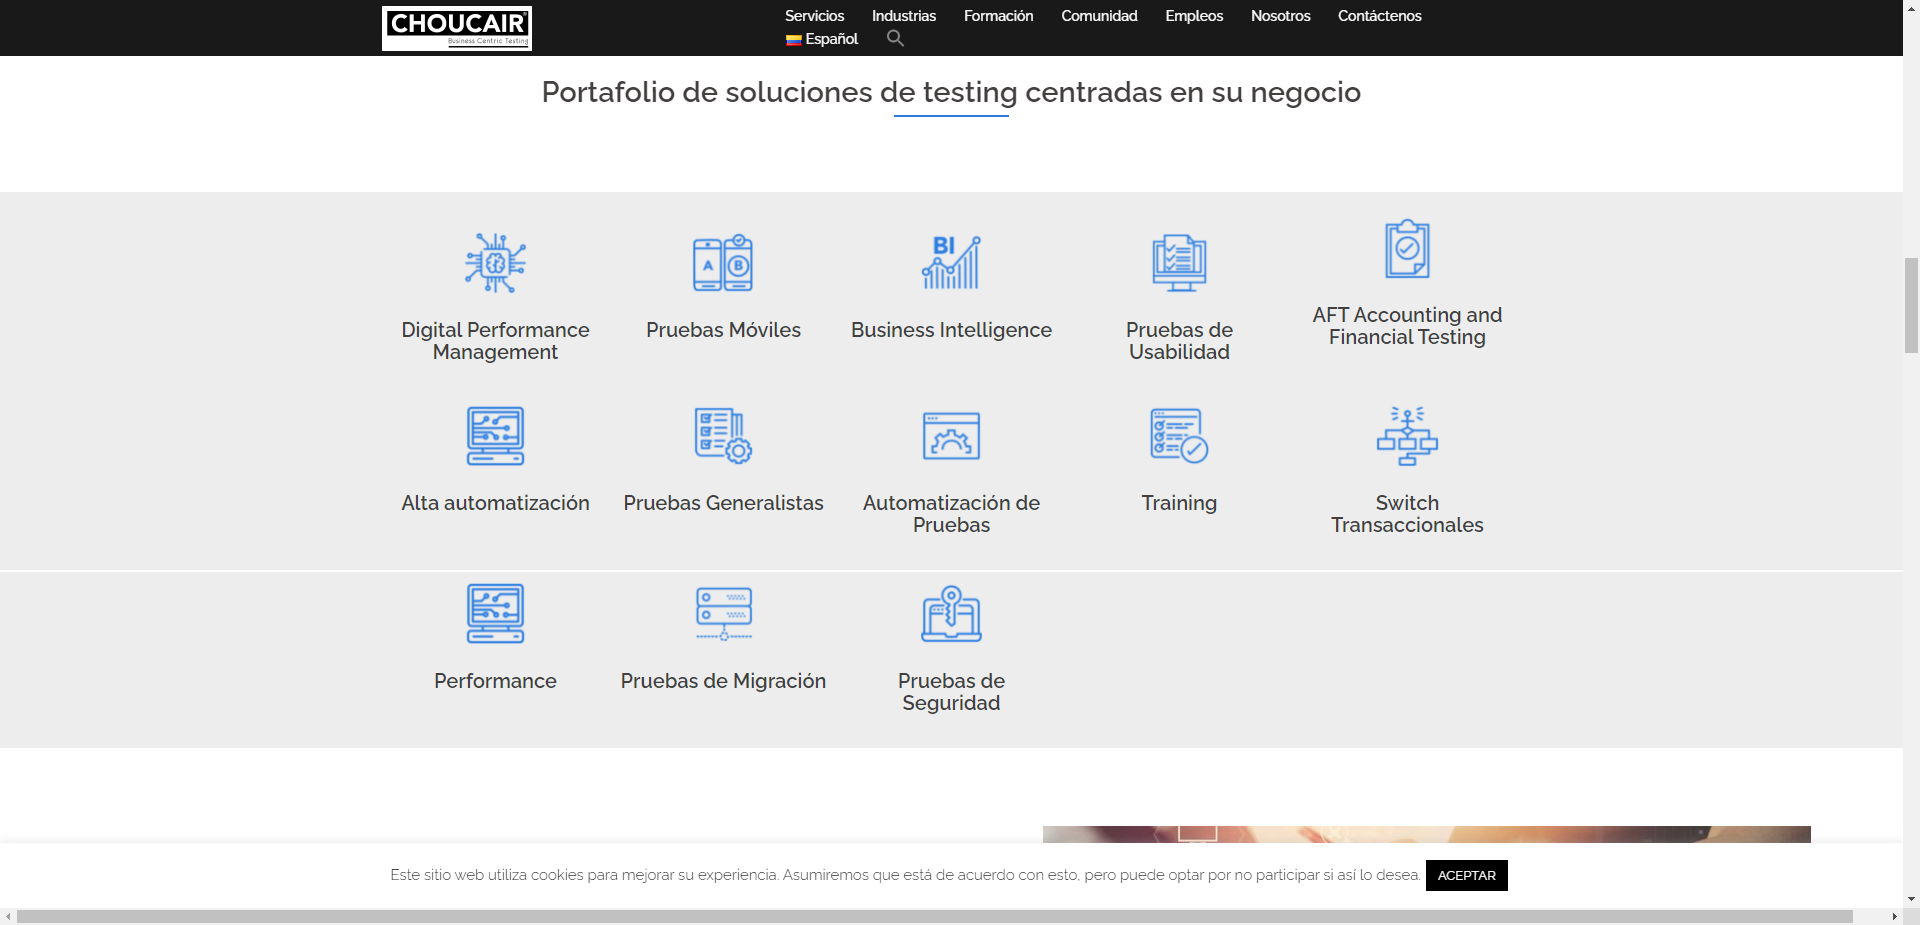 CHOUCAIR
Business Centric Testing
Servicios Industrias Formación Comunidad Empleos Nosotros Contáctenos
Español
Portafolio de soluciones de testing centradas en su negocio
A B
BI
Digital Performance
Management
Pruebas Móviles
Business Intelligence
Pruebas de
Usabilidad
AFT Accounting and
Financial Testing
Alta automatización
Pruebas Generalistas
Automatización de
Pruebas
Training
Switch
Transaccionales
Performance
Pruebas de Migración
Pruebas de
Seguridad
Este sitio web utiliza cookies para mejorar su experiencia. Asumiremos que está de acuerdo con esto, pero puede optar por no participar si así lo desea. ACEPTAR